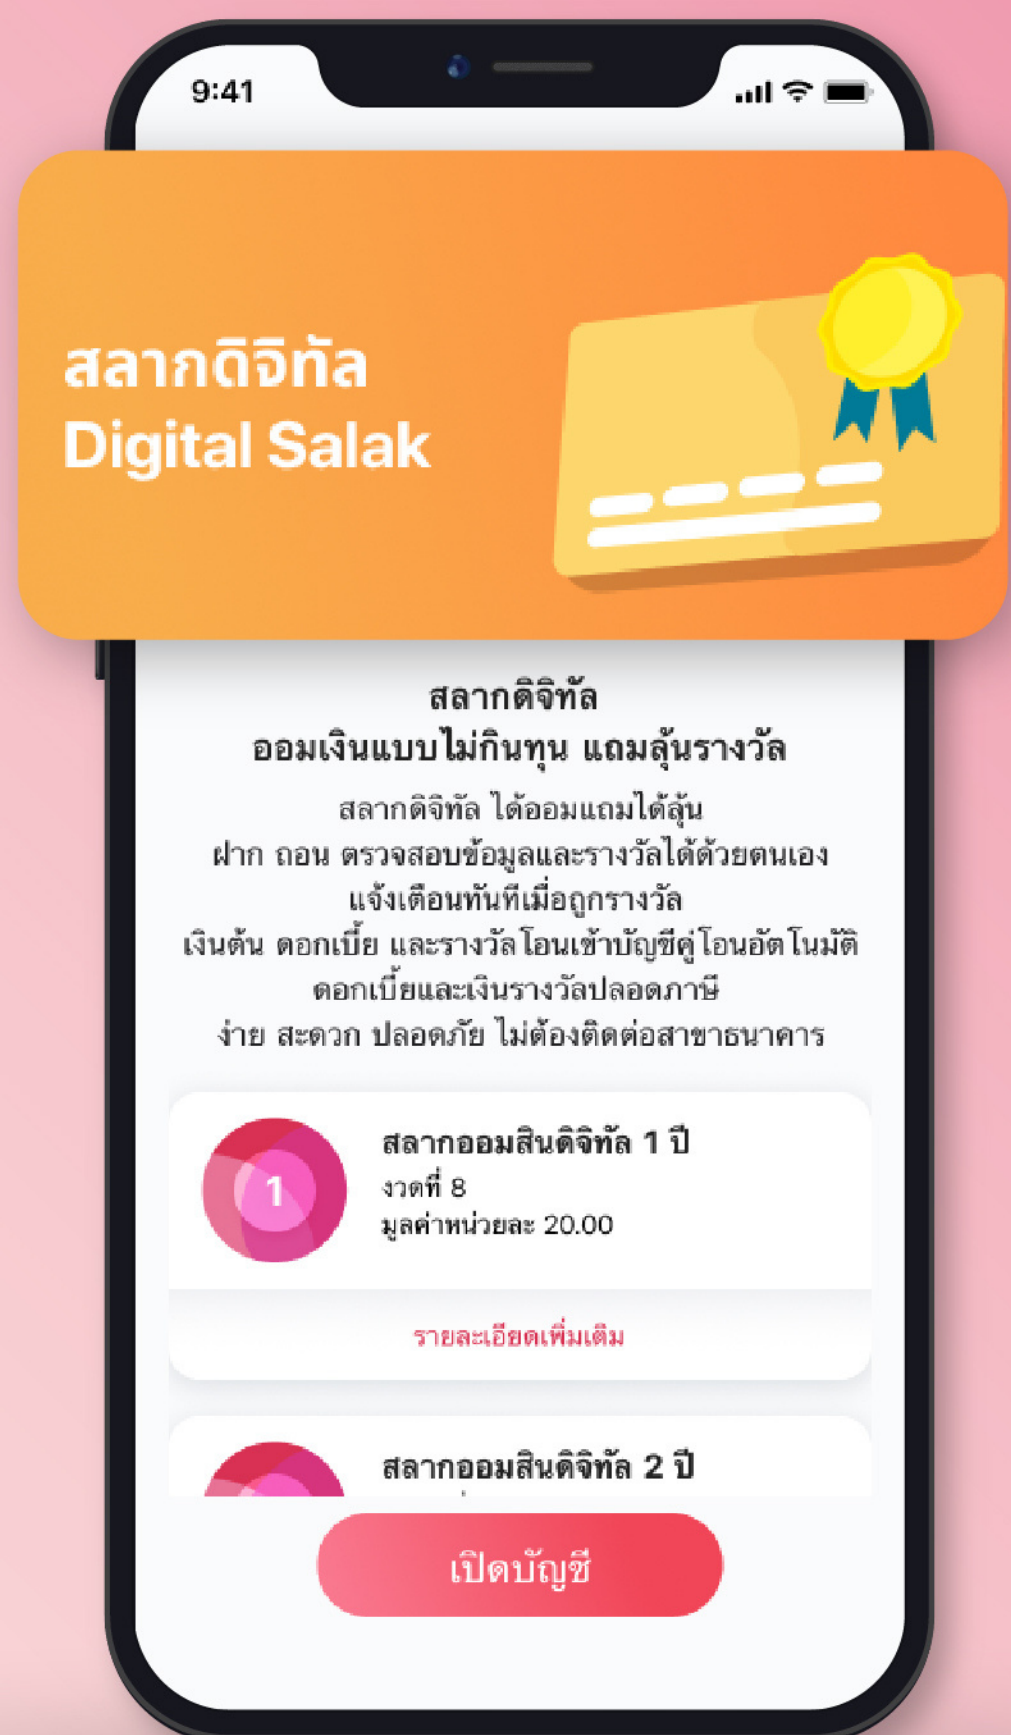 9:41
สลากดิจิทัล
Digital Salak
สลากดิจิทัล
ออมเงินแบบไม่กินทุน แถมลุ้นรางวัล
สลากดิจิทัล ได้ออมแถมได้ลุ้น
ฝาก ถอน ตรวจสอบข้อมูลและรางวัลได้ด้วยตนเอง
แจ้งเตือนทันทีเมื่อถูกรางวัล
เงินต้น ดอกเบี้ย และรางวัลโอนเข้าบัญชีคู่โอนอัตโนมัติ
ดอกเบี้ยและเงินรางวัลปลอดภาษี
ง่าย สะดวก ปลอดภัย ไม่ต้องติดต่อสาขาธนาคาร
1
สลากออมสินดิจิทัล 1 ปี
งวดที่ 8
มูลค่าหน่วยละ 20.00
รายละเอียดเพิ่มเติม
สลากออมสินดิจิทัล 2 ปี
เปิดบัญชี